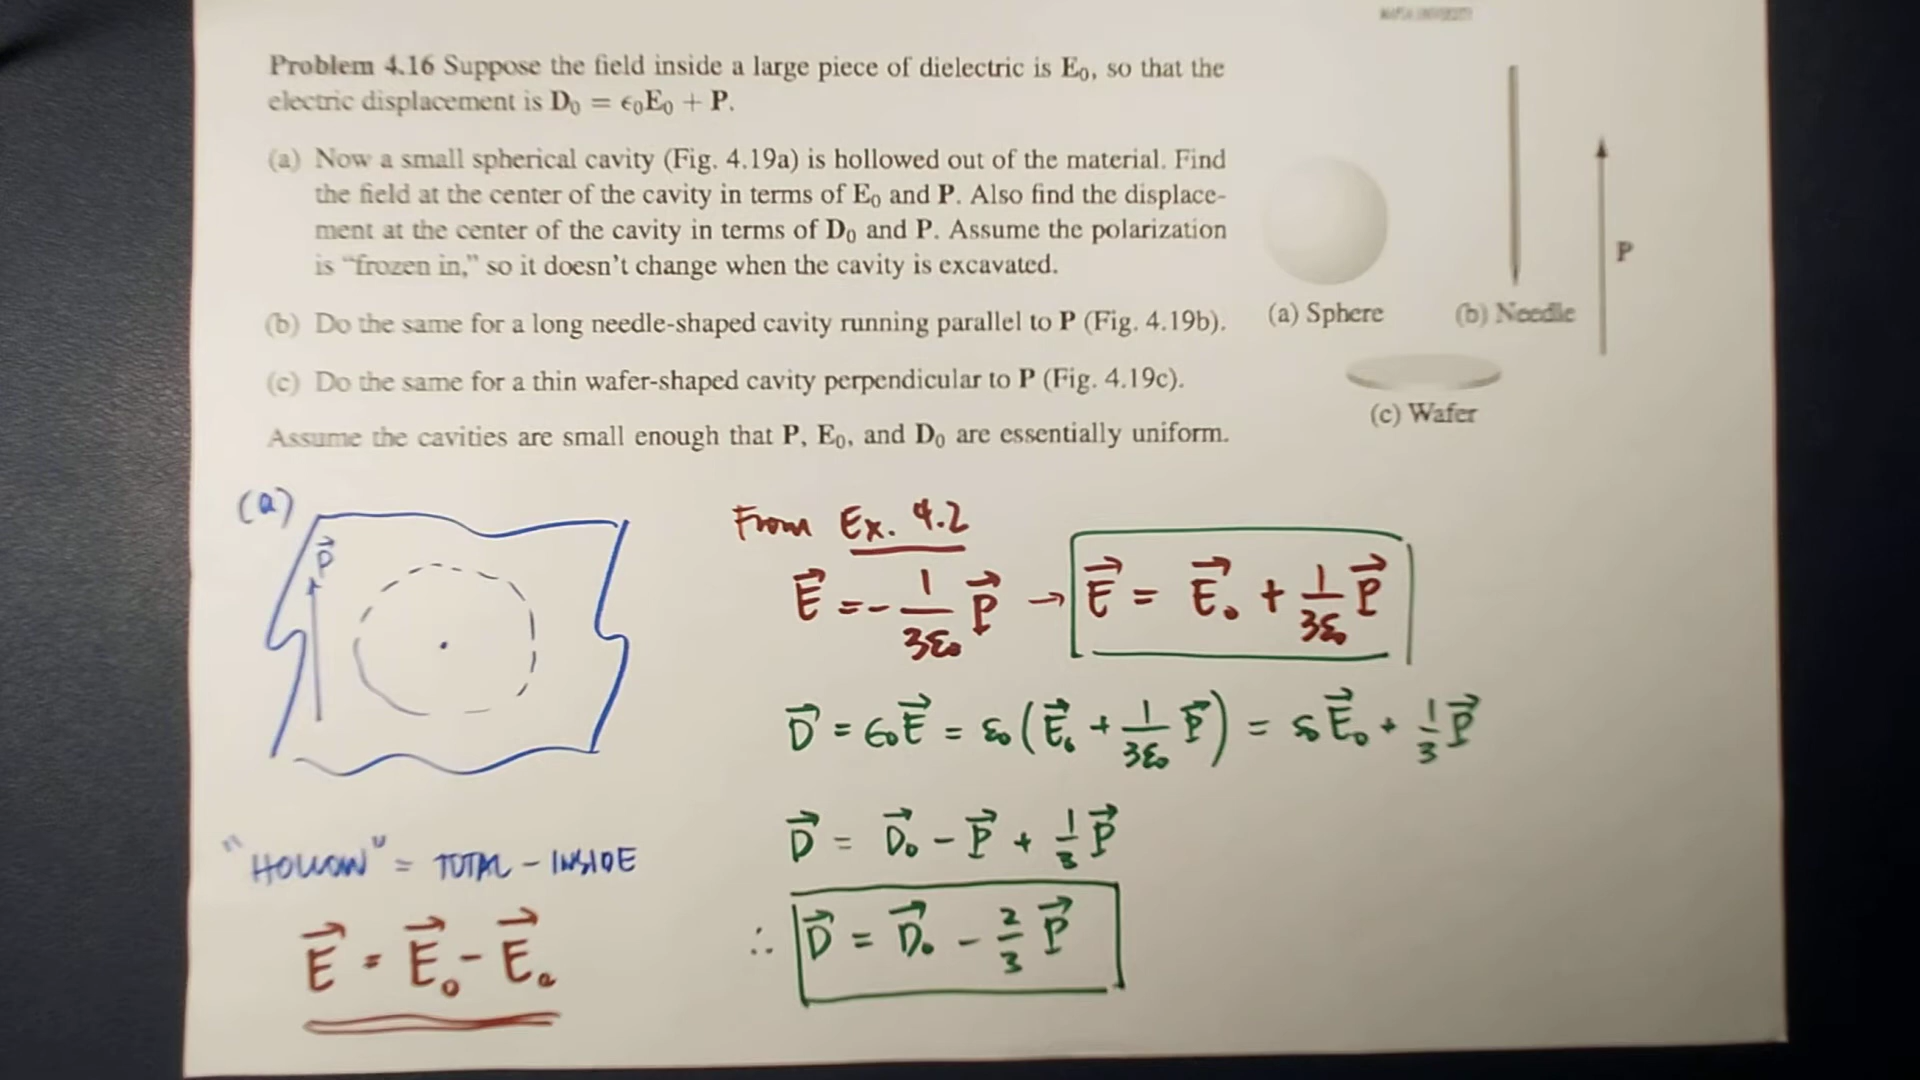 Problem 4.16 Suppose the field inside a large piece of dielectric is E₀, so that the
electric displacement is D₀ = ϵ₀E₀ + P.
(a) Now a small spherical cavity (Fig. 4.19a) is hollowed out of the material. Find
the field at the center of the cavity in terms of E₀ and P. Also find the displace-
ment at the center of the cavity in terms of D₀ and P. Assume the polarization
is “frozen in,” so it doesn’t change when the cavity is excavated.
(b) Do the same for a long needle-shaped cavity running parallel to P (Fig. 4.19b).
(c) Do the same for a thin wafer-shaped cavity perpendicular to P (Fig. 4.19c).
Assume the cavities are small enough that P, E₀, and D₀ are essentially uniform.
P
(a) Sphere
(b) Needle
(c) Wafer
(a)
P⃗
"HOLLOW" = TOTAL - INSIDE
E⃗ = E⃗₀ - E⃗ₐ
From Ex. 4.2
E⃗ = - 1/3ε₀ P⃗ → E⃗ = E⃗₀ + 1/3ε₀ P⃗
D⃗ = ϵ₀E⃗ = ε₀(E⃗₀ + 1/3ε₀ P⃗) = ε₀E⃗₀ + 1/3 P⃗
D⃗ = D⃗₀ - P⃗ + 1/3 P⃗
∴ D⃗ = D⃗₀ - 2/3 P⃗